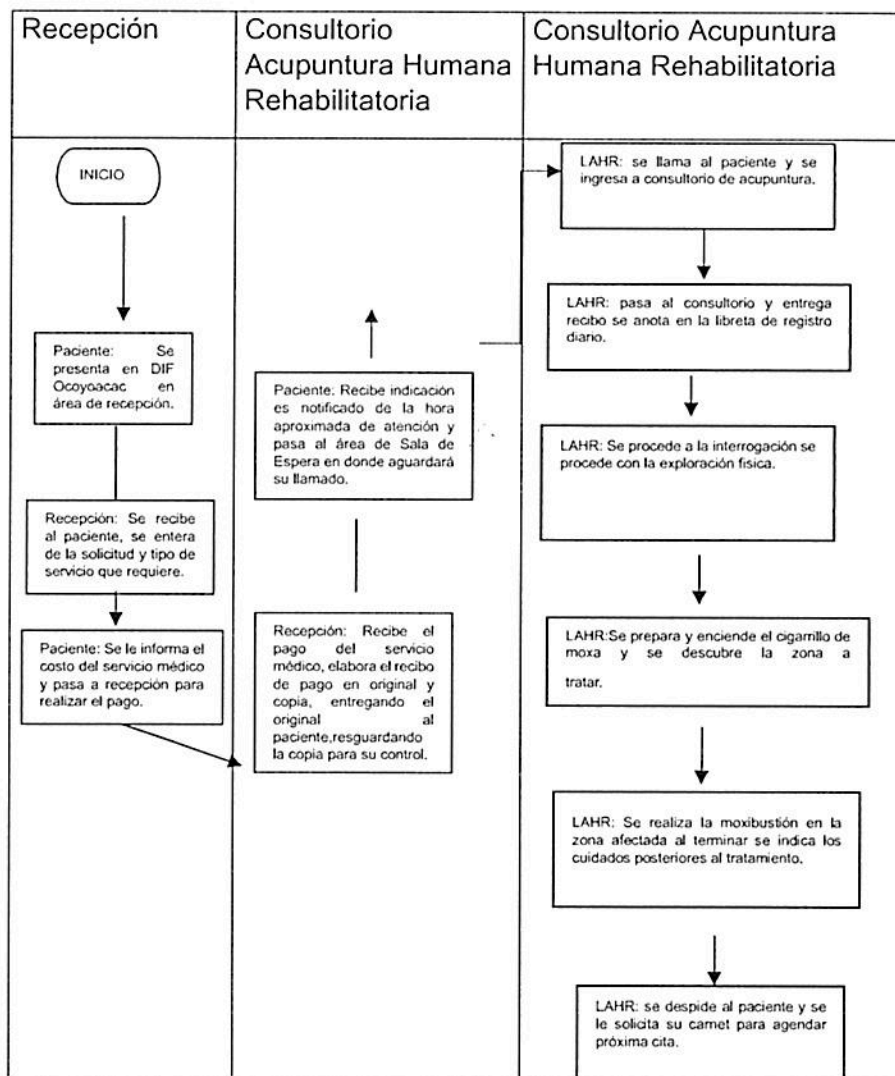 Recepción
Consultorio
Acupuntura Humana
Rehabilitatoria
Consultorio Acupuntura
Humana Rehabilitatoria
INICIO
Paciente: Se
presenta en DIF
Ocoyoacac en
área de recepción.
Recepción: Se recibe
al paciente, se entera
de la solicitud y tipo de
servicio que requiere.
Paciente: Se le informa el
costo del servicio médico
y pasa a recepción para
realizar el pago.
Recepción: Recibe el
pago del servicio
médico, elabora el recibo
de pago en original y
copia, entregando el
original al
paciente,resguardando
la copia para su control.
Paciente: Recibe indicación
es notificado de la hora
aproximada de atención y
pasa al área de Sala de
Espera en donde aguardará
su llamado.
LAHR: se llama al paciente y se
ingresa a consultorio de acupuntura.
LAHR: pasa al consultorio y entrega
recibo se anota en la libreta de registro
diario.
LAHR: Se procede a la interrogación se
procede con la exploración física.
LAHR:Se prepara y enciende el cigarrillo de
moxa y se descubre la zona a
tratar.
LAHR: Se realiza la moxibustión en la
zona afectada al terminar se indica los
cuidados posteriores al tratamiento.
LAHR: se despide al paciente y se
le solicita su carnet para agendar
próxima cita.